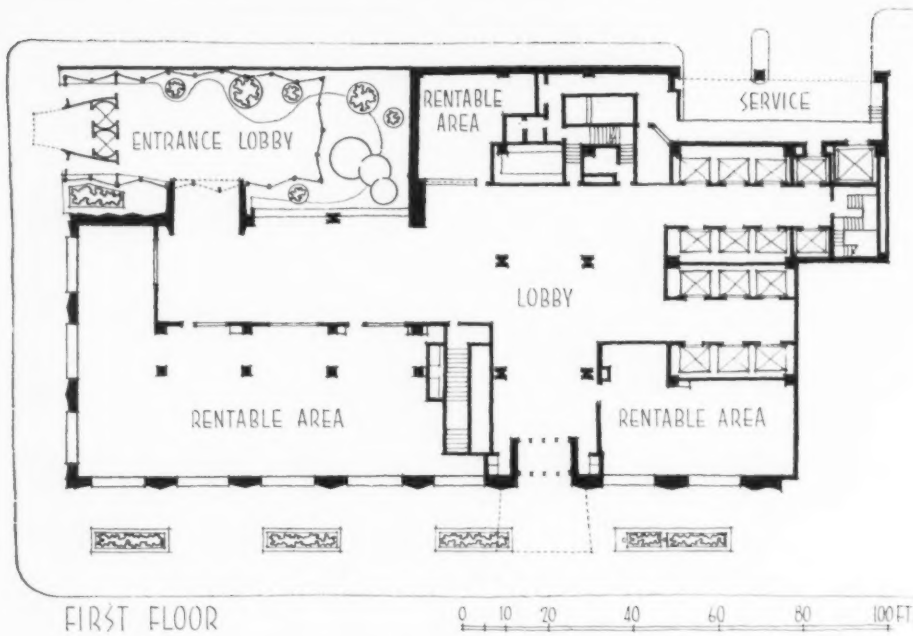 RENTABLE
AREA
SERVICE
ENTRANCE LOBBY
LOBBY
RENTABLE AREA
RENTABLE AREA
FIRST FLOOR
0 10 20 40 60 80 100 FT.